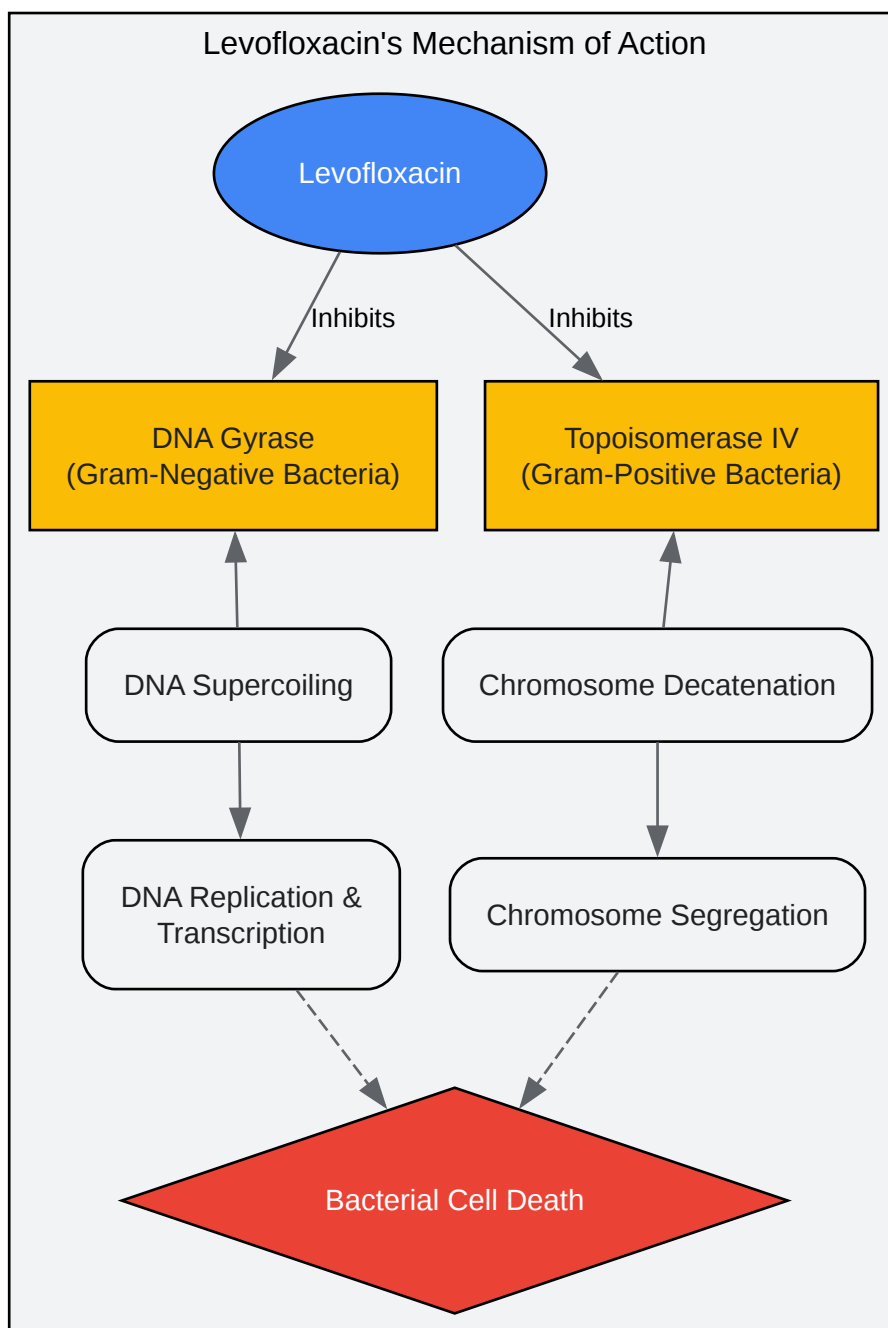 Levofloxacin's Mechanism of Action
Levofloxacin
Inhibits
Inhibits
DNA Gyrase
(Gram-Negative Bacteria)
Topoisomerase IV
(Gram-Positive Bacteria)
DNA Supercoiling
Chromosome Decatenation
DNA Replication &
Transcription
Chromosome Segregation
Bacterial Cell Death